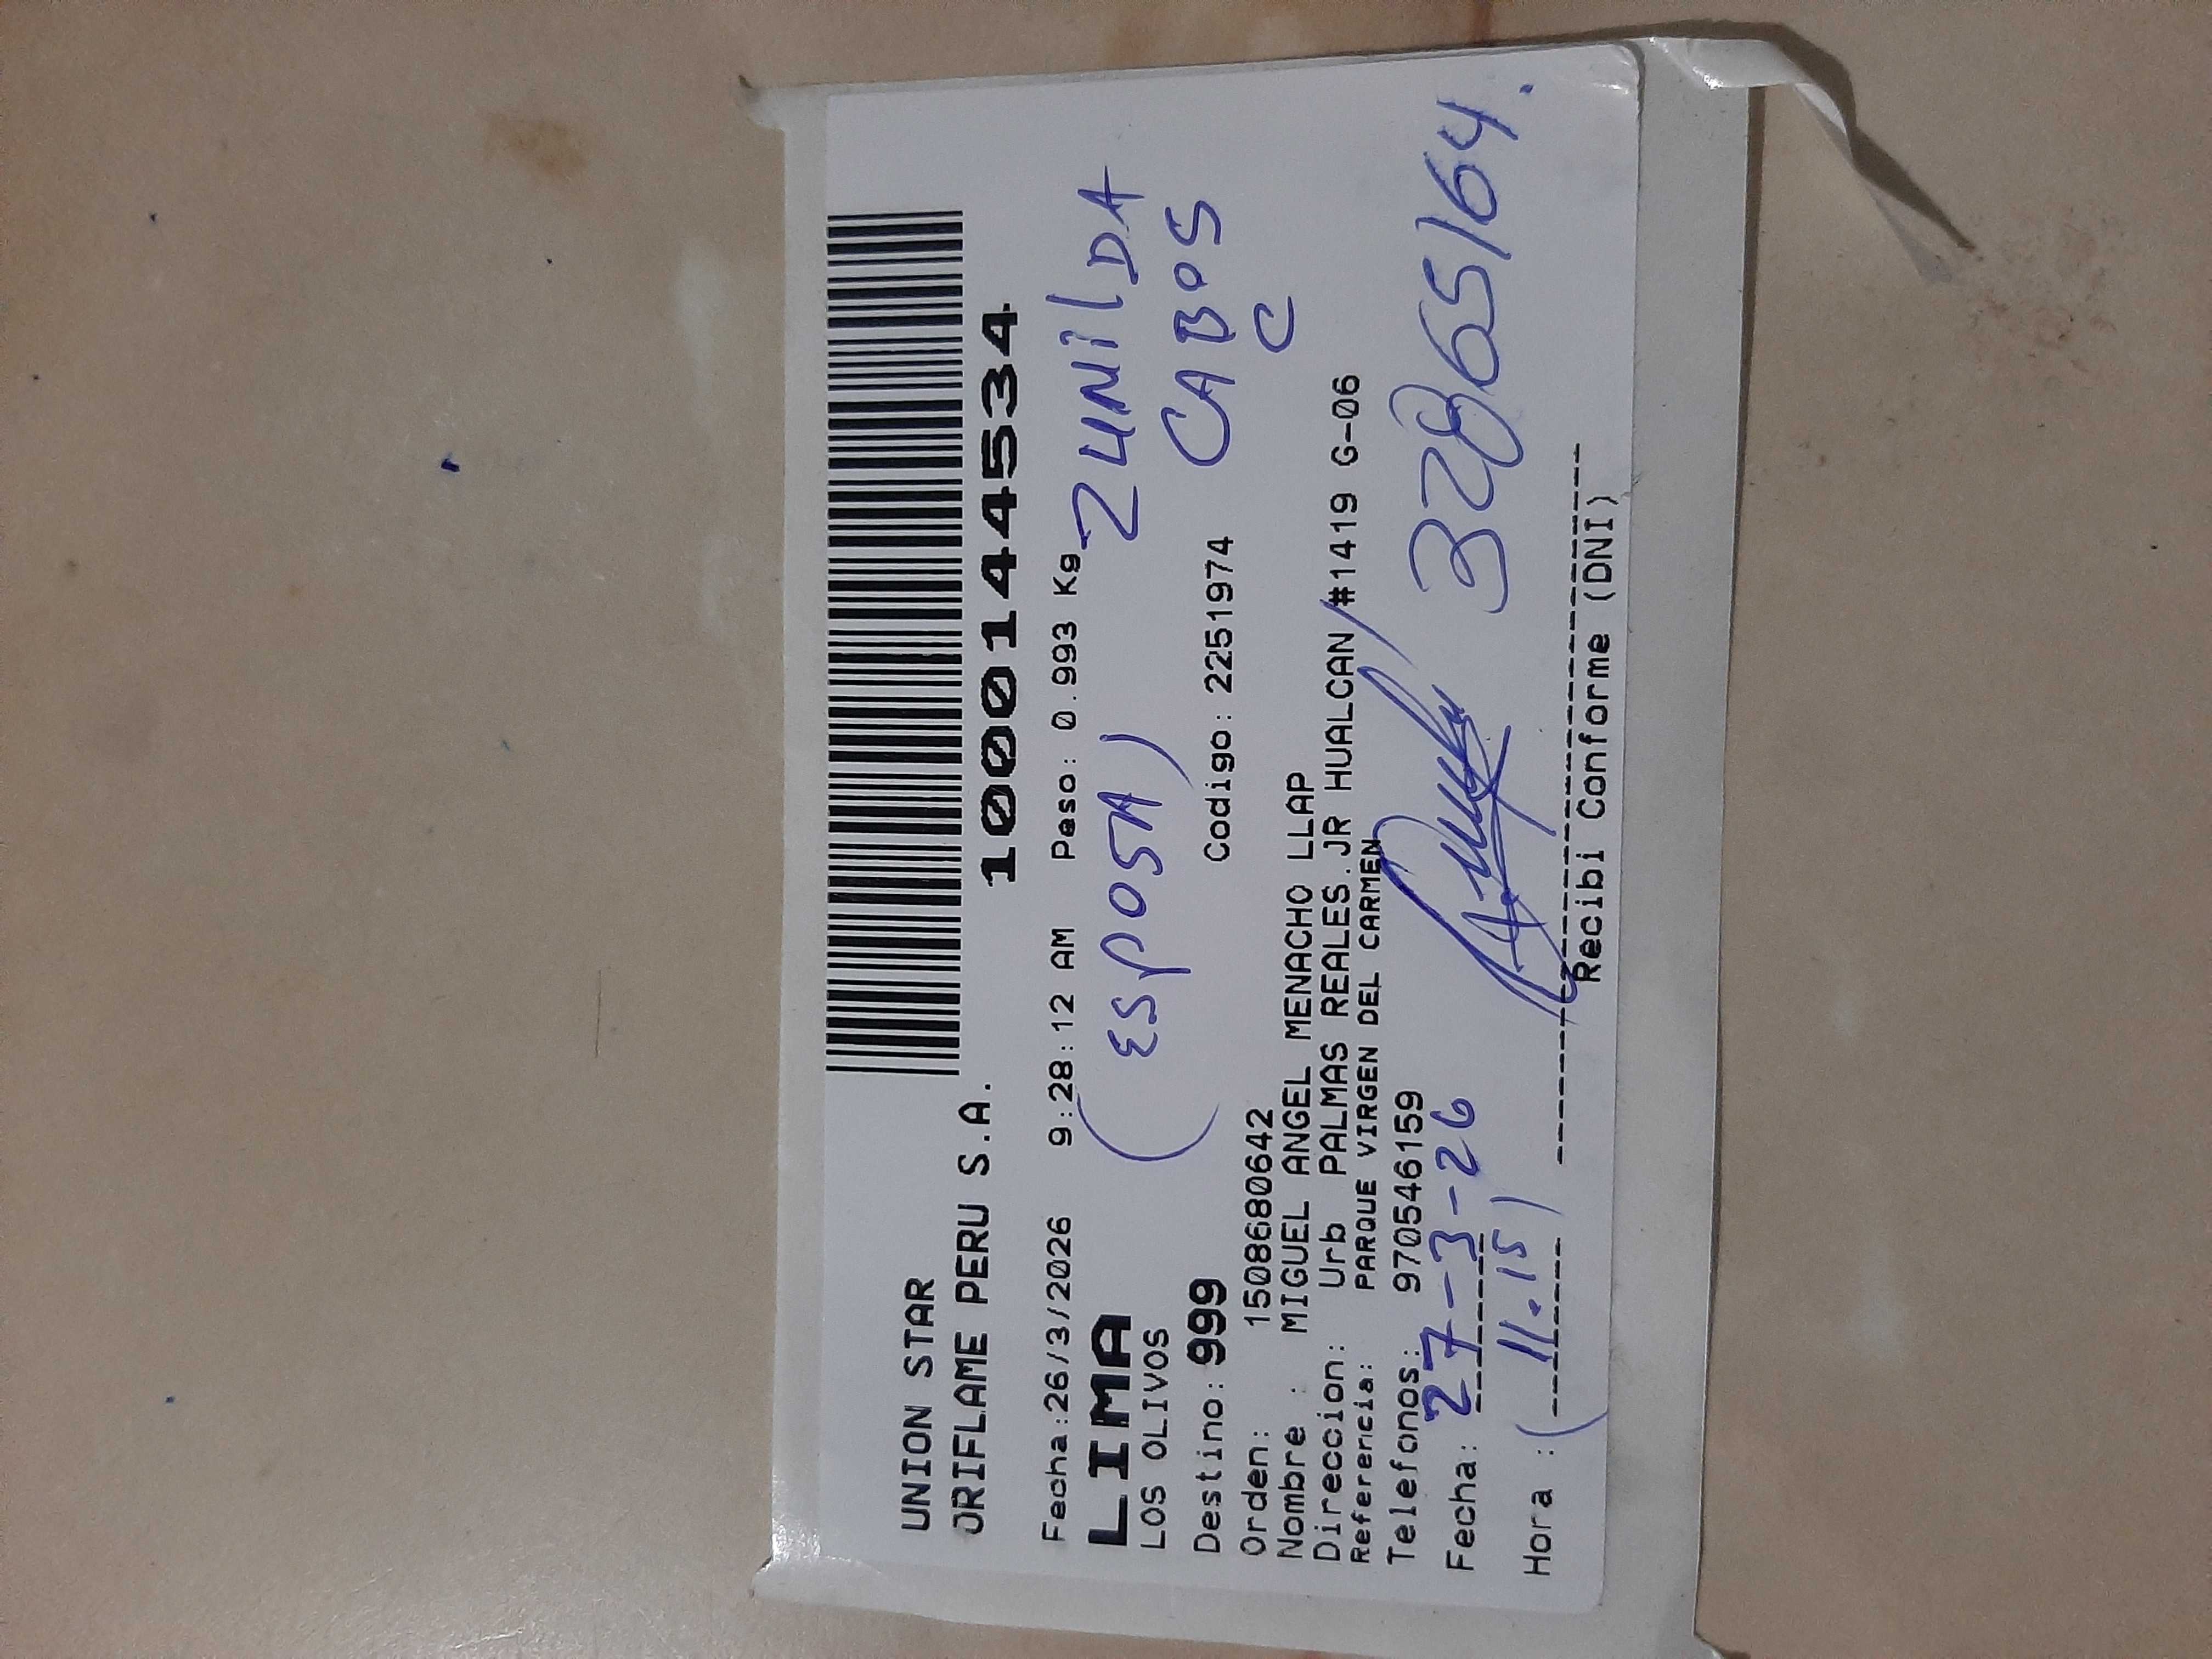 UNION STAR
ORIFLAME PERU S.A.
1000144534
Fecha:26/3/2026 9:28:12 AM Peso: 0.993 Kg
LIMA
(ESPOSA) ZUNILDA
LOS OLIVOS
CABOS
C
Destino: 999 Codigo: 2251974
Orden: 1508680642
Nombre : MIGUEL ANGEL MENACHO LLAP
Direccion: Urb PALMAS REALES.JR HUALCAN #1419 G-06
Referencia: PARQUE VIRGEN DEL CARMEN
Telefonos: 970546159
Fecha: 27-3-26
32865164.
Hora : (11.15)
Recibi Conforme (DNI)